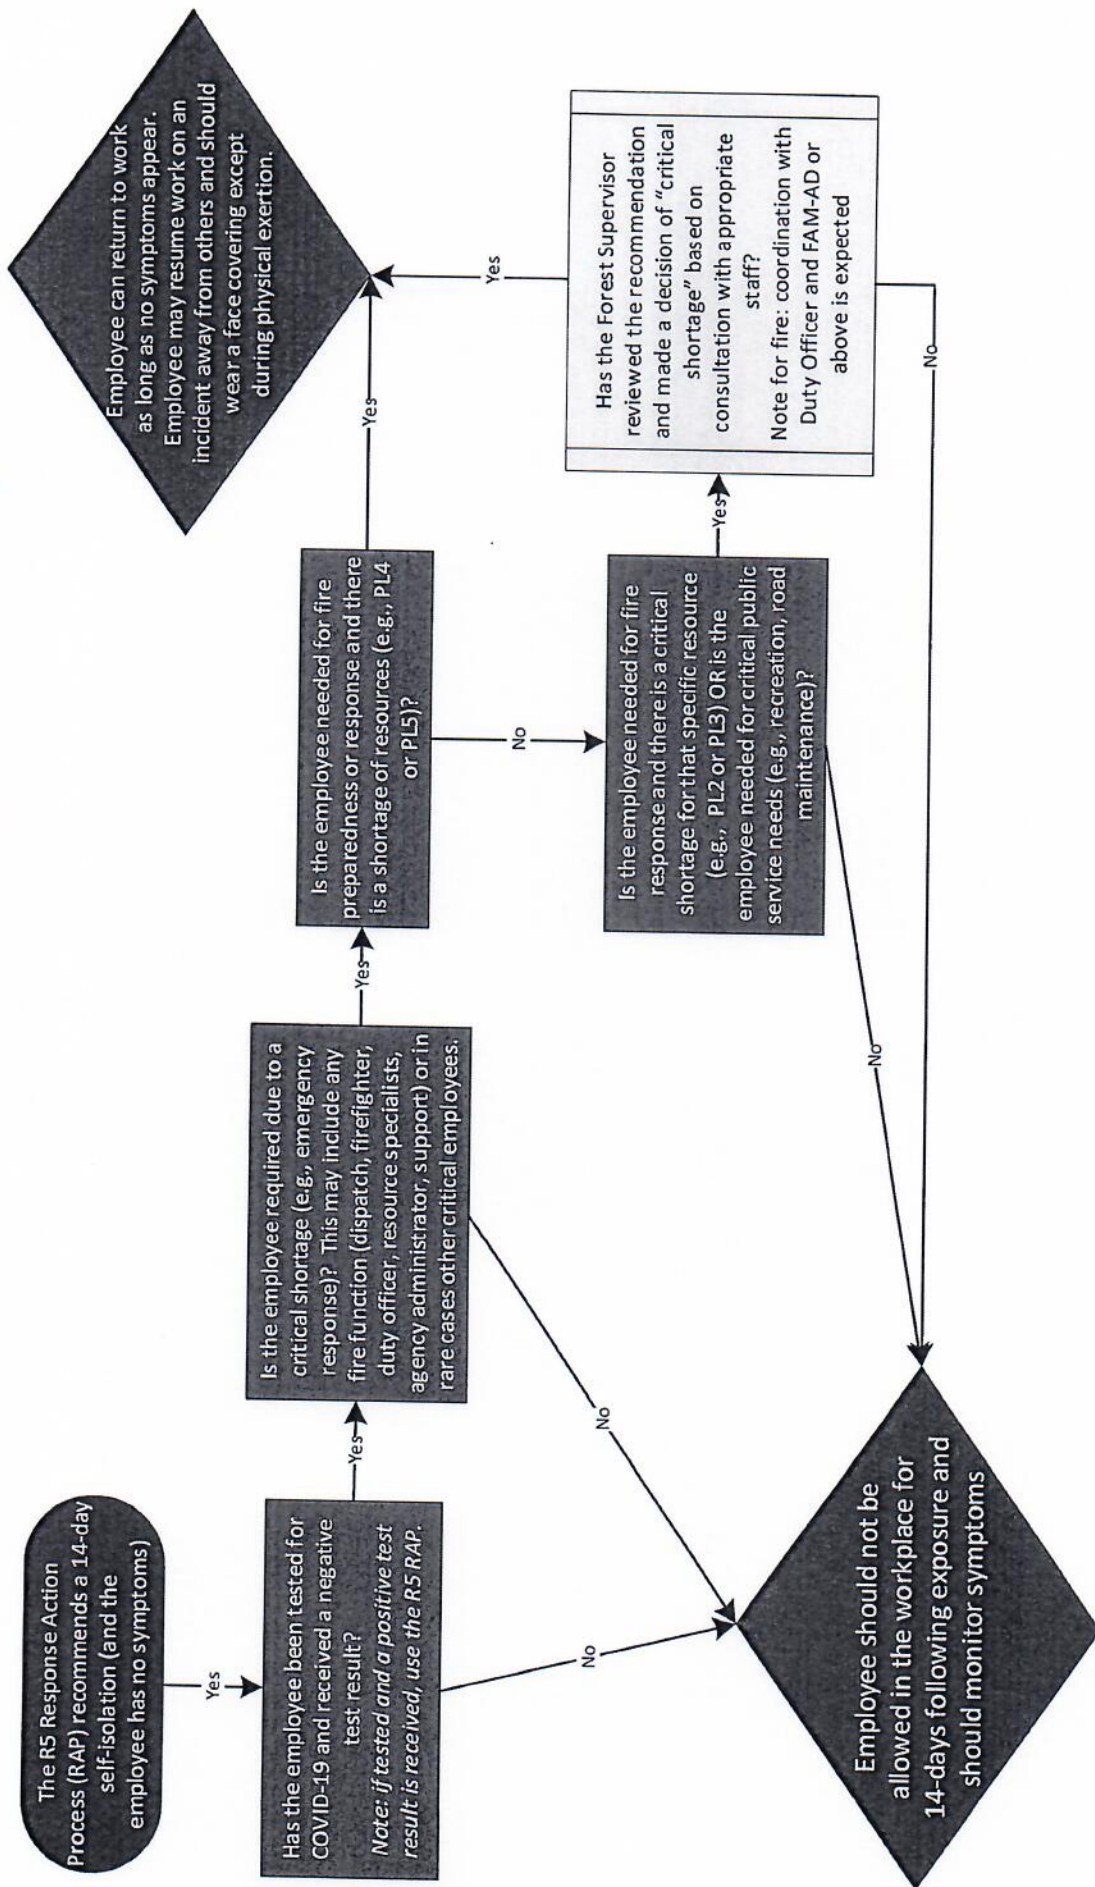 The R5 Response Action
Process (RAP) recommends a 14-day
self-isolation (and the
employee has no symptoms)
Yes
Has the employee been tested for
COVID-19 and received a negative
test result?
Note: if tested and a positive test
result is received, use the R5 RAP.
Yes
No
Is the employee required due to a
critical shortage (e.g., emergency
response)? This may include any
fire function (dispatch, firefighter,
duty officer, resource specialists,
agency administrator, support) or in
rare cases other critical employees.
Yes
No
Is the employee needed for fire
preparedness or response and there
is a shortage of resources (e.g., PL4
or PL5)?
Yes
No
Employee can return to work
as long as no symptoms appear.
Employee may resume work on an
incident away from others and should
wear a face covering except
during physical exertion.
Is the employee needed for fire
response and there is a critical
shortage for that specific resource
(e.g., PL2 or PL3) OR is the
employee needed for critical public
service needs (e.g., recreation, road
maintenance)?
Yes
No
Has the Forest Supervisor
reviewed the recommendation
and made a decision of “critical
shortage” based on
consultation with appropriate
staff?
Note for fire: coordination with
Duty Officer and FAM-AD or
above is expected
Yes
No
Employee should not be
allowed in the workplace for
14-days following exposure and
should monitor symptoms